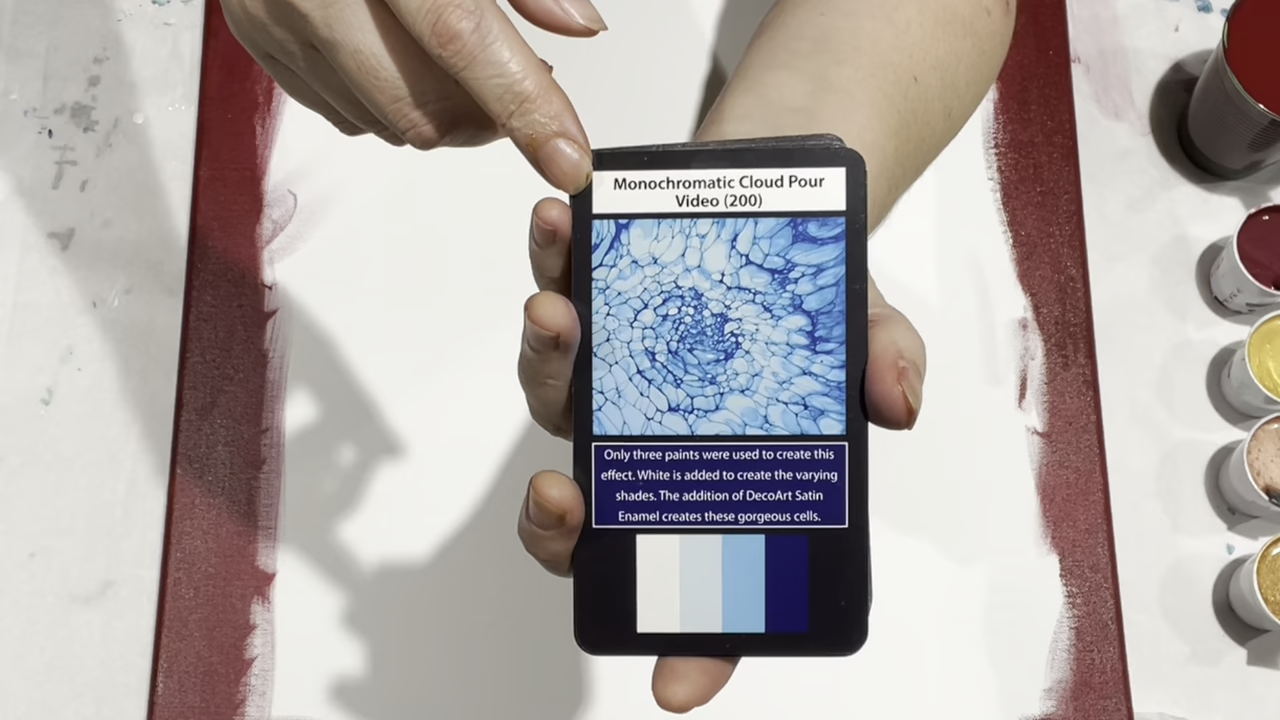 Monochromatic Cloud Pour
Video (200)
Only three paints were used to create this
effect. White is added to create the varying
shades. The addition of DecoArt Satin
Enamel creates these gorgeous cells.